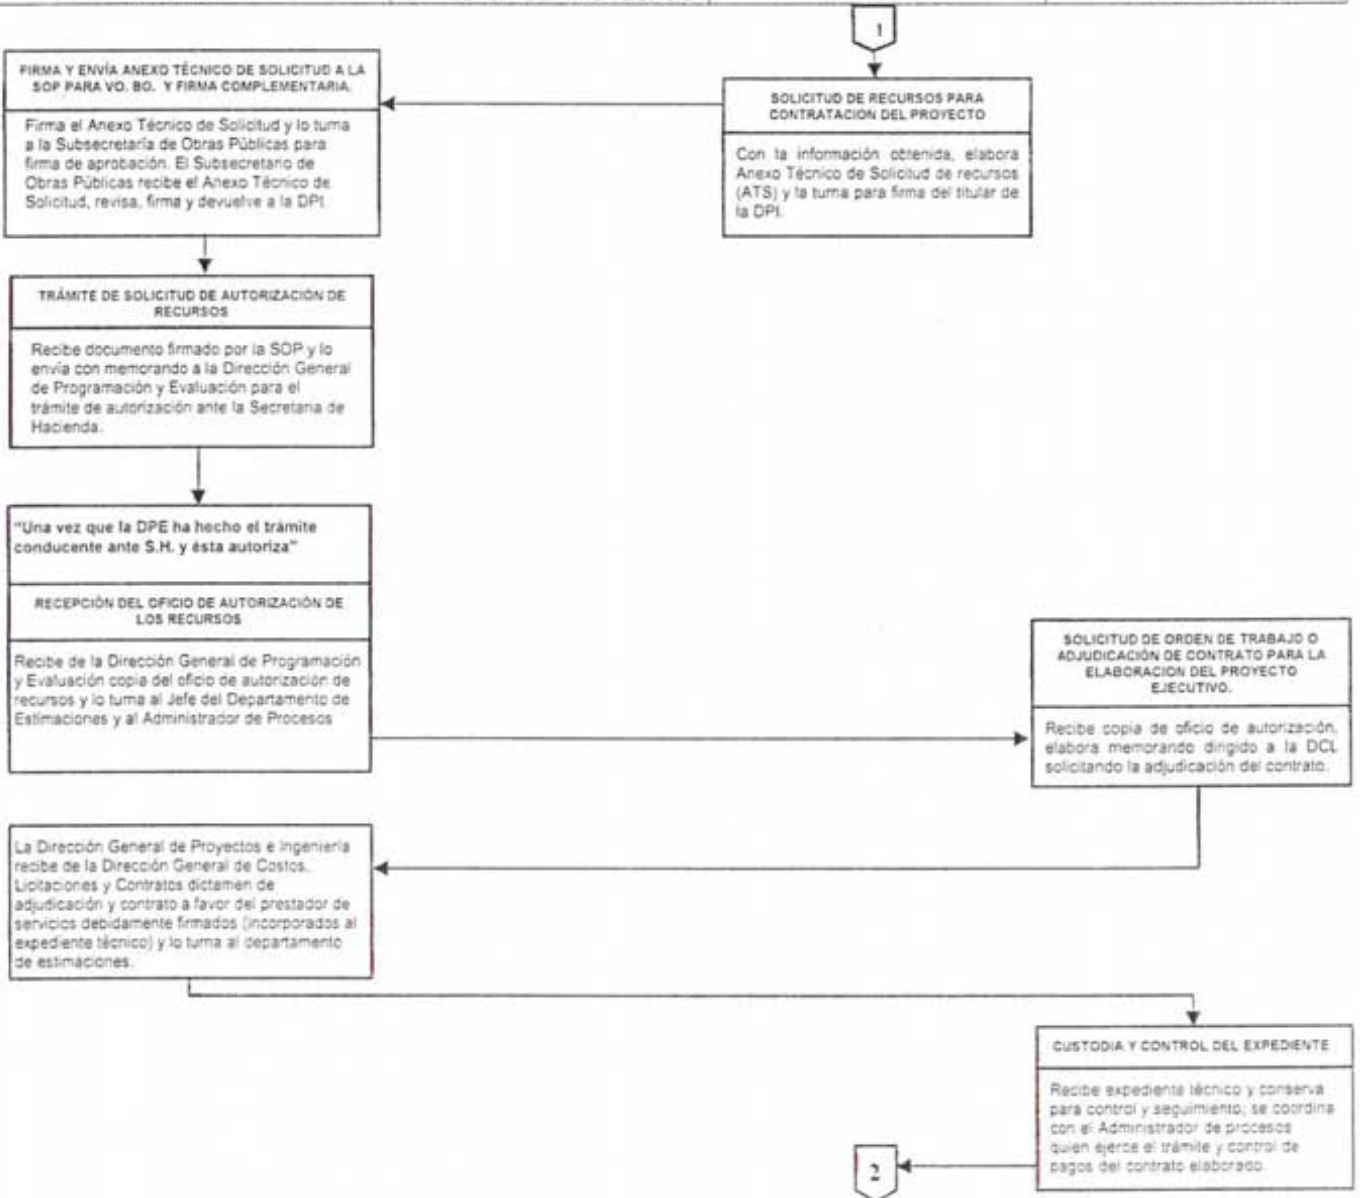 1
SOLICITUD DE RECURSOS PARA
CONTRATACION DEL PROYECTO
Con la información obtenida, elabora
Anexo Técnico de Solicitud de recursos
(ATS) y la turna para firma del titular de
la DPI.
FIRMA Y ENVÍA ANEXO TÉCNICO DE SOLICITUD A LA
SOP PARA VO. BO. Y FIRMA COMPLEMENTARIA.
Firma el Anexo Técnico de Solicitud y lo turna
a la Subsecretaría de Obras Públicas para
firma de aprobación. El Subsecretario de
Obras Públicas recibe el Anexo Técnico de
Solicitud, revisa, firma y devuelve a la DPI.
TRÁMITE DE SOLICITUD DE AUTORIZACIÓN DE
RECURSOS
Recibe documento firmado por la SOP y lo
envía con memorando a la Dirección General
de Programación y Evaluación para el
trámite de autorización ante la Secretaria de
Hacienda.
"Una vez que la DPE ha hecho el trámite
conducente ante S.H. y ésta autoriza"
RECEPCIÓN DEL OFICIO DE AUTORIZACIÓN DE
LOS RECURSOS
Recibe de la Dirección General de Programación
y Evaluación copia del oficio de autorización de
recursos y lo turna al Jefe del Departamento de
Estimaciones y al Administrador de Procesos
SOLICITUD DE ORDEN DE TRABAJO O
ADJUDICACIÓN DE CONTRATO PARA LA
ELABORACION DEL PROYECTO
EJECUTIVO.
Recibe copia de oficio de autorización,
elabora memorando dirigido a la DCL
solicitando la adjudicación del contrato.
La Dirección General de Proyectos e Ingeniería
recibe de la Dirección General de Costos,
Licitaciones y Contratos dictamen de
adjudicación y contrato a favor del prestador de
servicios debidamente firmados (incorporados al
expediente técnico) y lo turna al departamento
de estimaciones.
CUSTODIA Y CONTROL DEL EXPEDIENTE
Recibe expediente técnico y conserva
para control y seguimiento; se coordina
con el Administrador de procesos
quien ejerce el trámite y control de
pagos del contrato elaborado.
2